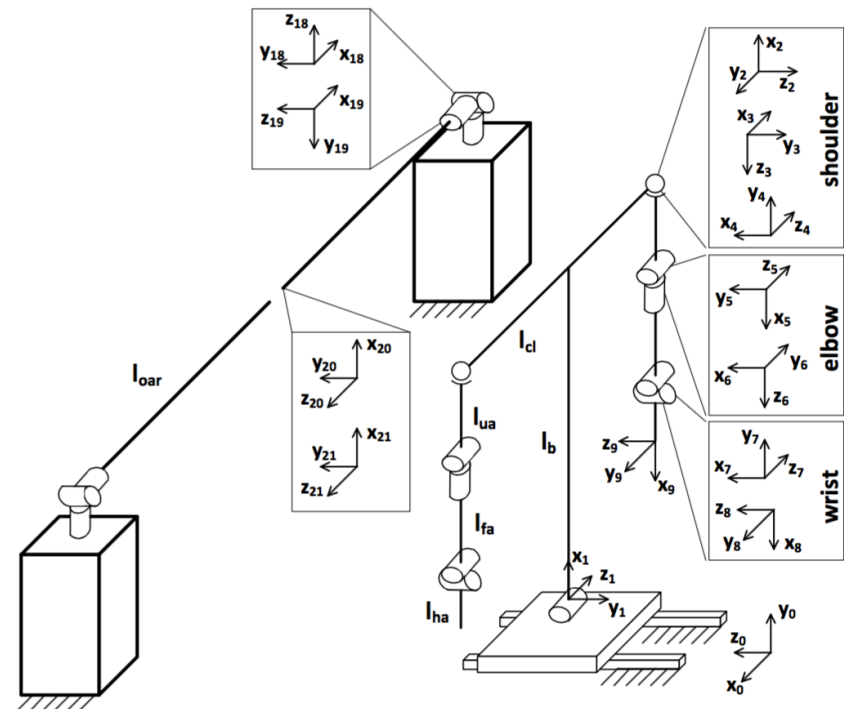 z18
y18
x18
x19
z19
y19
x2
y2
z2
x3
y3
z3
y4
x4
z4
shoulder
z5
y5
x5
x6
y6
z6
elbow
y7
x7
z7
z8
y8
x8
wrist
x20
y20
z20
x21
y21
z21
loar
lcl
lua
lb
lfa
lha
z9
y9
x9
x1
z1
y1
y0
z0
x0